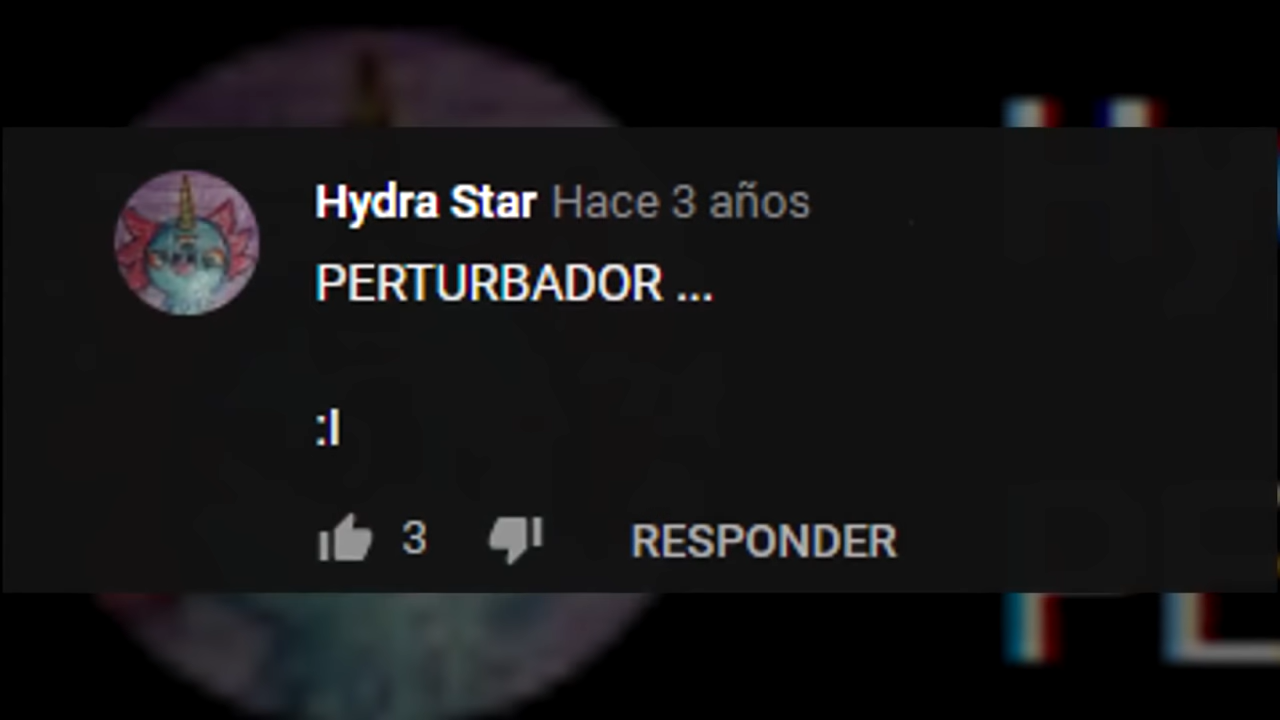 Hydra Star Hace 3 años
PERTURBADOR ...
:l
3 RESPONDER